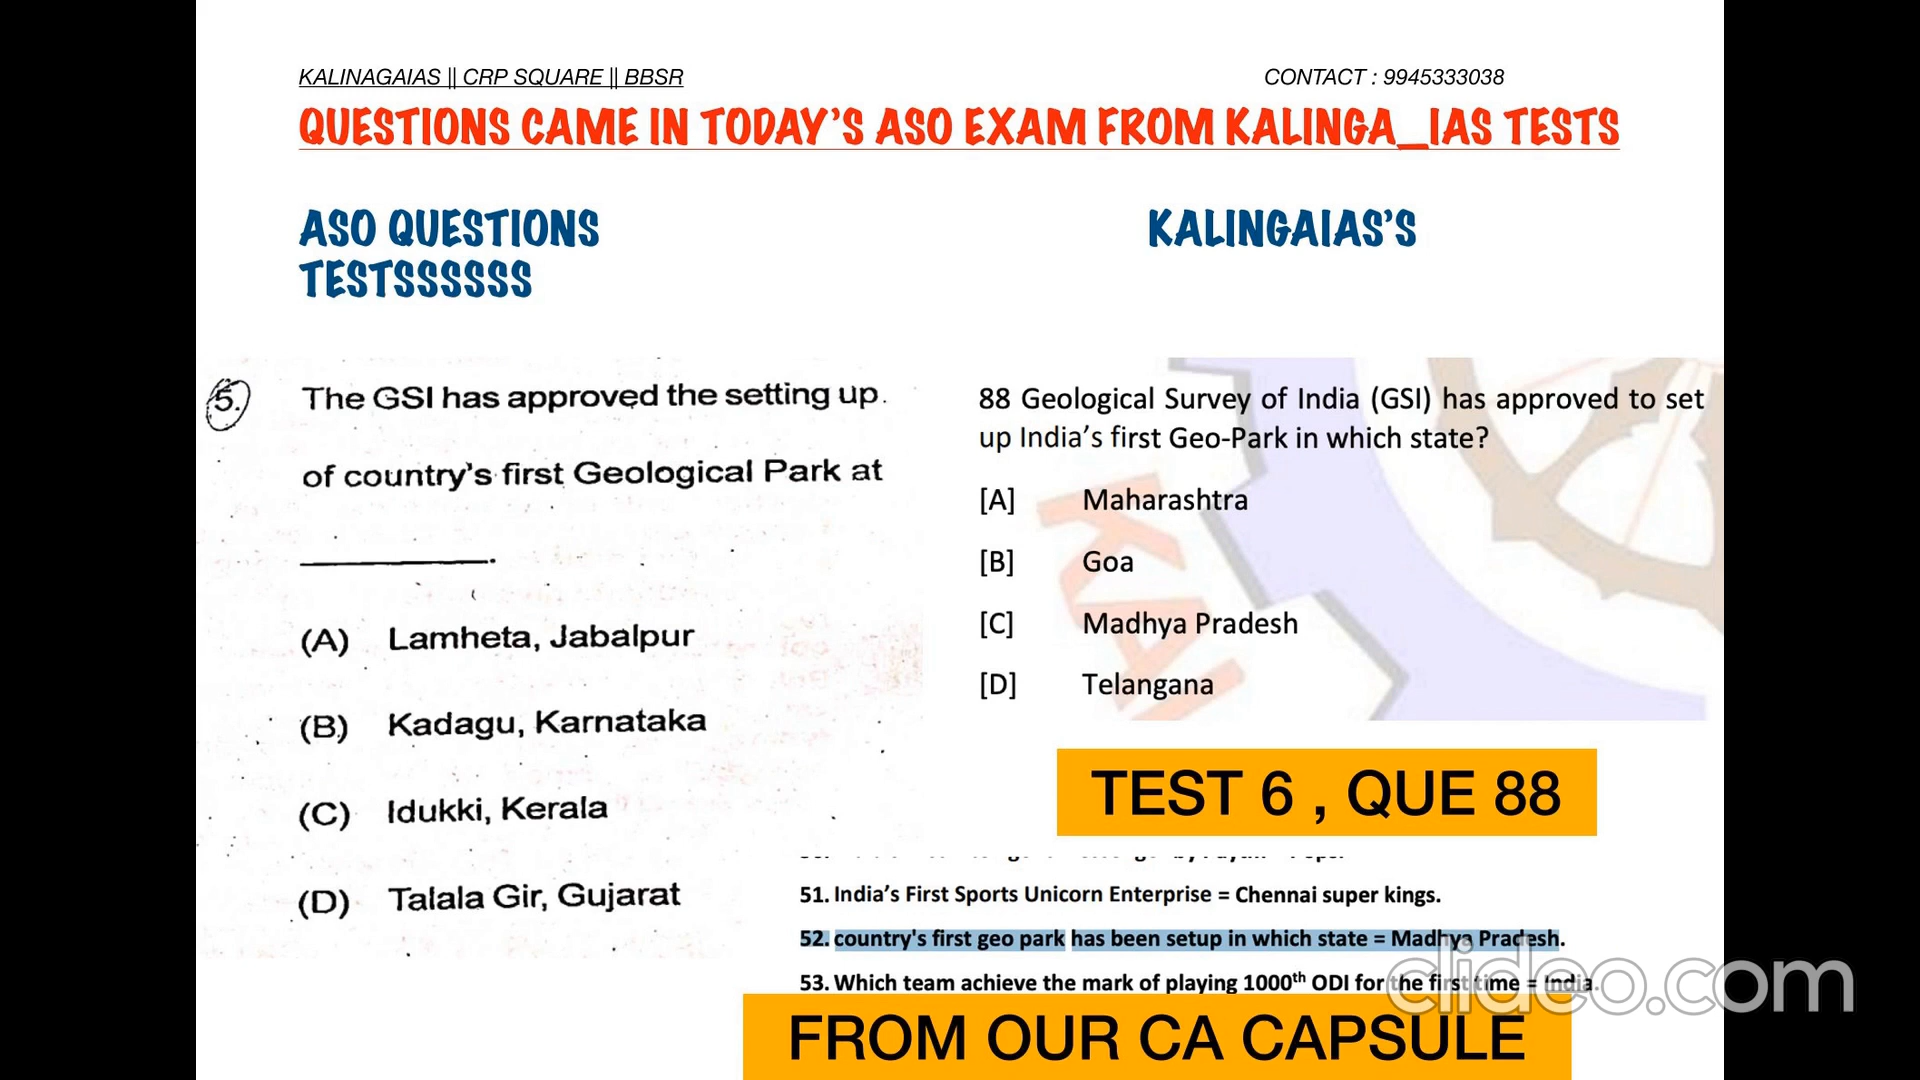 KALINAGAIAS || CRP SQUARE || BBSR
CONTACT : 9945333038
QUESTIONS CAME IN TODAY'S ASO EXAM FROM KALINGA_IAS TESTS
ASO QUESTIONS
KALINGAIAS'S
TESTSSSSSS
5.
The GSI has approved the setting up
of country's first Geological Park at
__________.
(A) Lamheta, Jabalpur
(B) Kadagu, Karnataka
(C) Idukki, Kerala
(D) Talala Gir, Gujarat
88 Geological Survey of India (GSI) has approved to set
up India's first Geo-Park in which state?
[A] Maharashtra
[B] Goa
[C] Madhya Pradesh
[D] Telangana
KAL
TEST 6 , QUE 88
51. India's First Sports Unicorn Enterprise = Chennai super kings.
52. country's first geo park has been setup in which state = Madhya Pradesh.
53. Which team achieve the mark of playing 1000th ODI for the first time = India.
clideo.com
FROM OUR CA CAPSULE